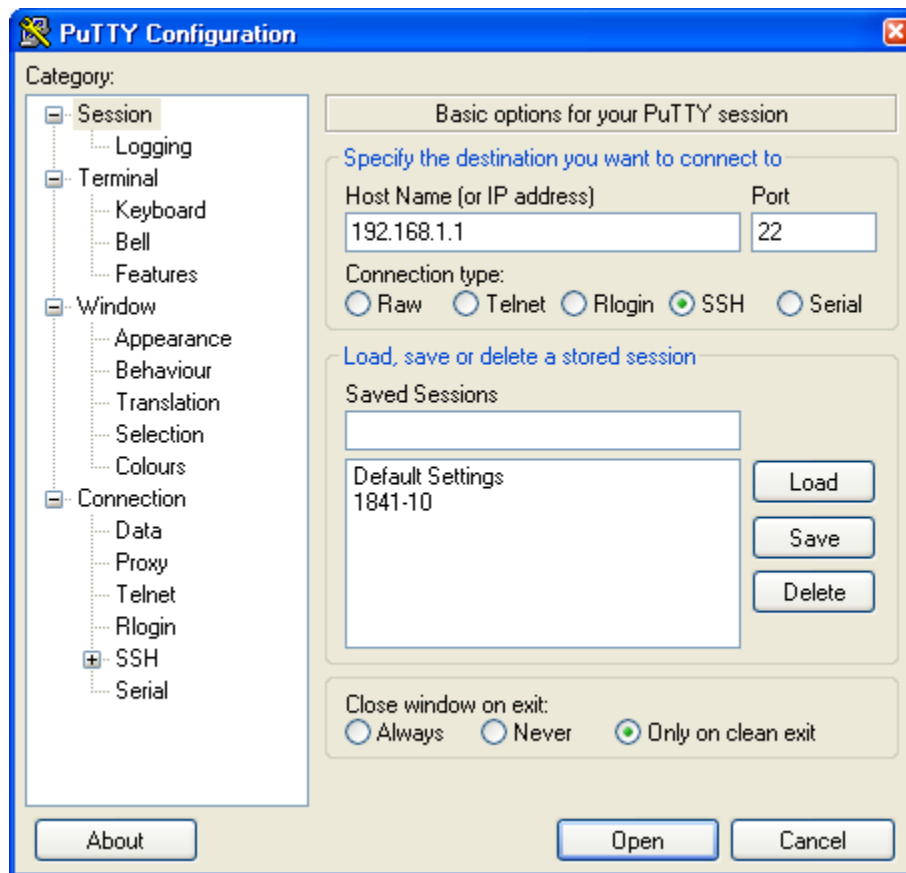 PuTTY Configuration
Category:
Session
Logging
Terminal
Keyboard
Bell
Features
Window
Appearance
Behaviour
Translation
Selection
Colours
Connection
Data
Proxy
Telnet
Rlogin
SSH
Serial
Basic options for your PuTTY session
Specify the destination you want to connect to
Host Name (or IP address) Port
192.168.1.1 22
Connection type:
Raw Telnet Rlogin SSH Serial
Load, save or delete a stored session
Saved Sessions
Default Settings
1841-10
Load
Save
Delete
Close window on exit:
Always Never Only on clean exit
About Open Cancel